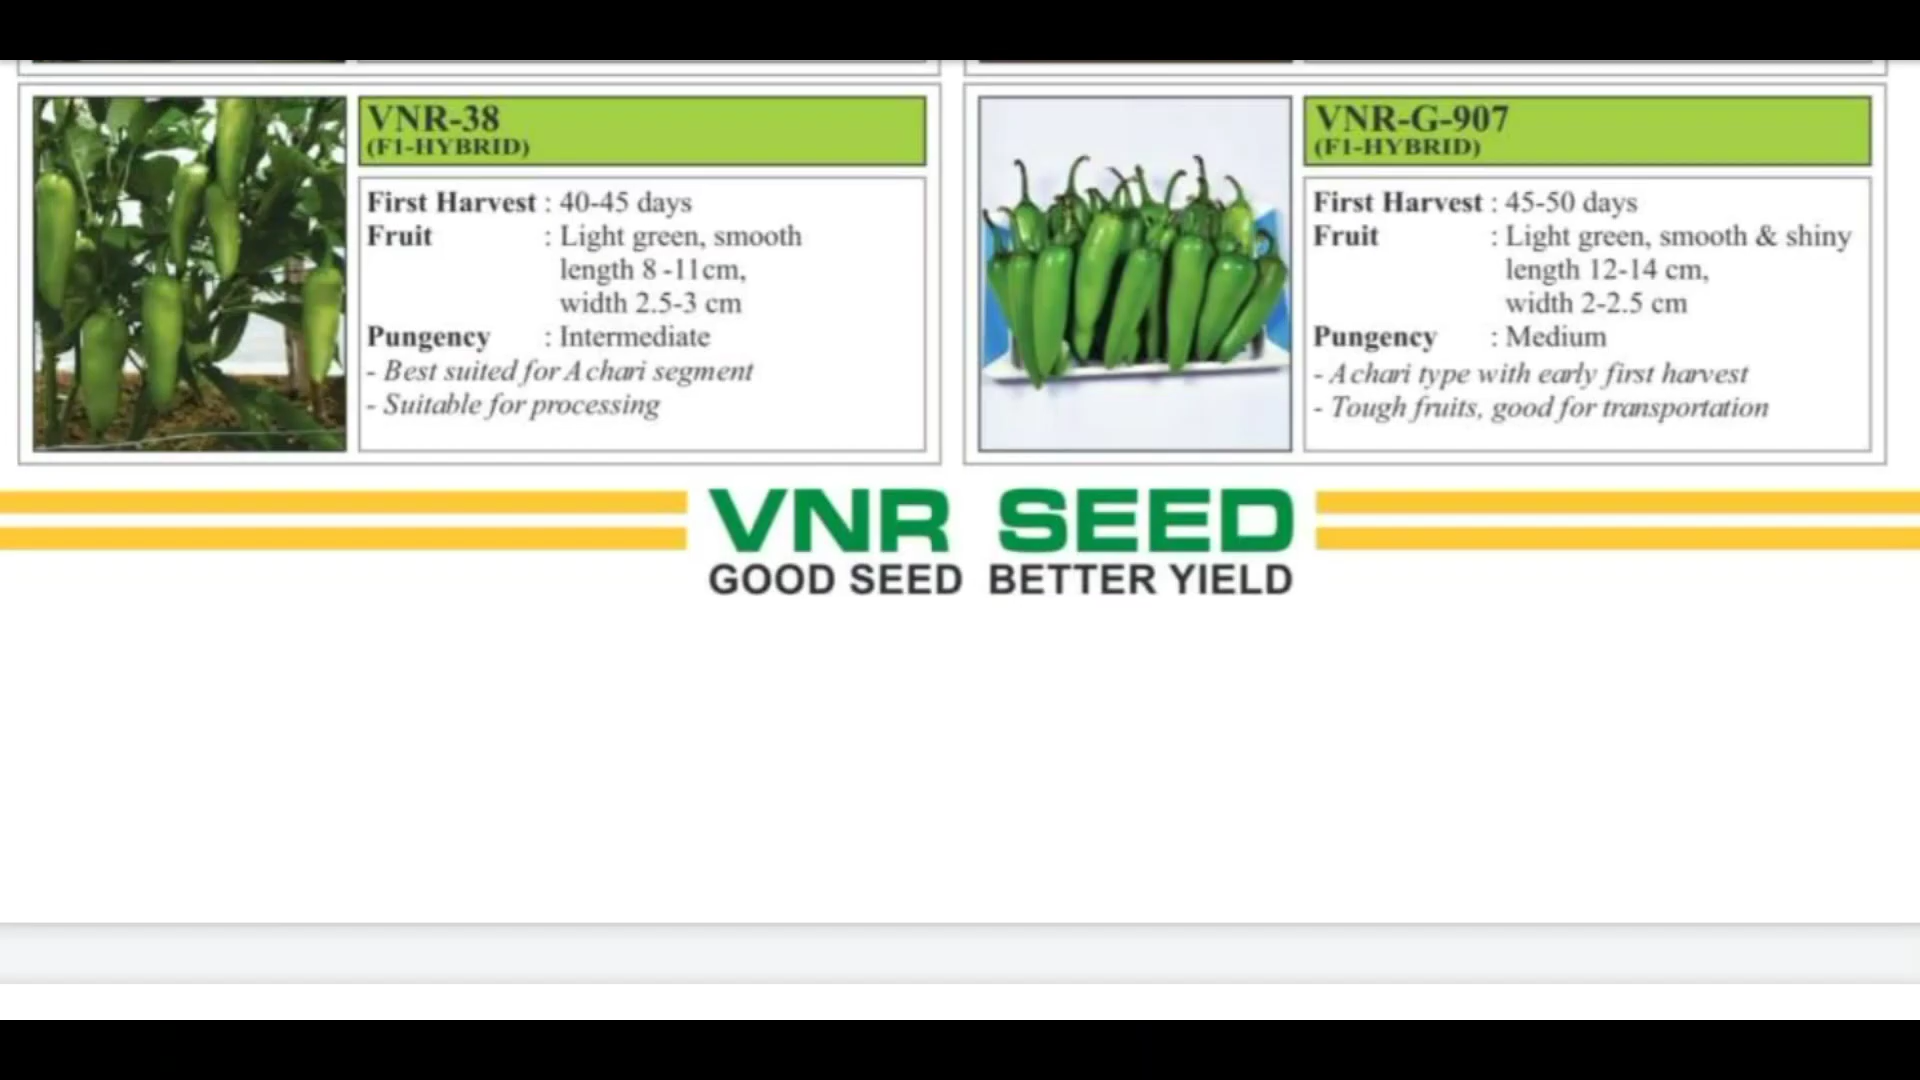 VNR-38
(F1-HYBRID)
First Harvest : 40-45 days
Fruit : Light green, smooth
length 8 -11cm,
width 2.5-3 cm
Pungency : Intermediate
- Best suited for Achari segment
- Suitable for processing
VNR-G-907
(F1-HYBRID)
First Harvest : 45-50 days
Fruit : Light green, smooth & shiny
length 12-14 cm,
width 2-2.5 cm
Pungency : Medium
- Achari type with early first harvest
- Tough fruits, good for transportation
VNR SEED
GOOD SEED BETTER YIELD